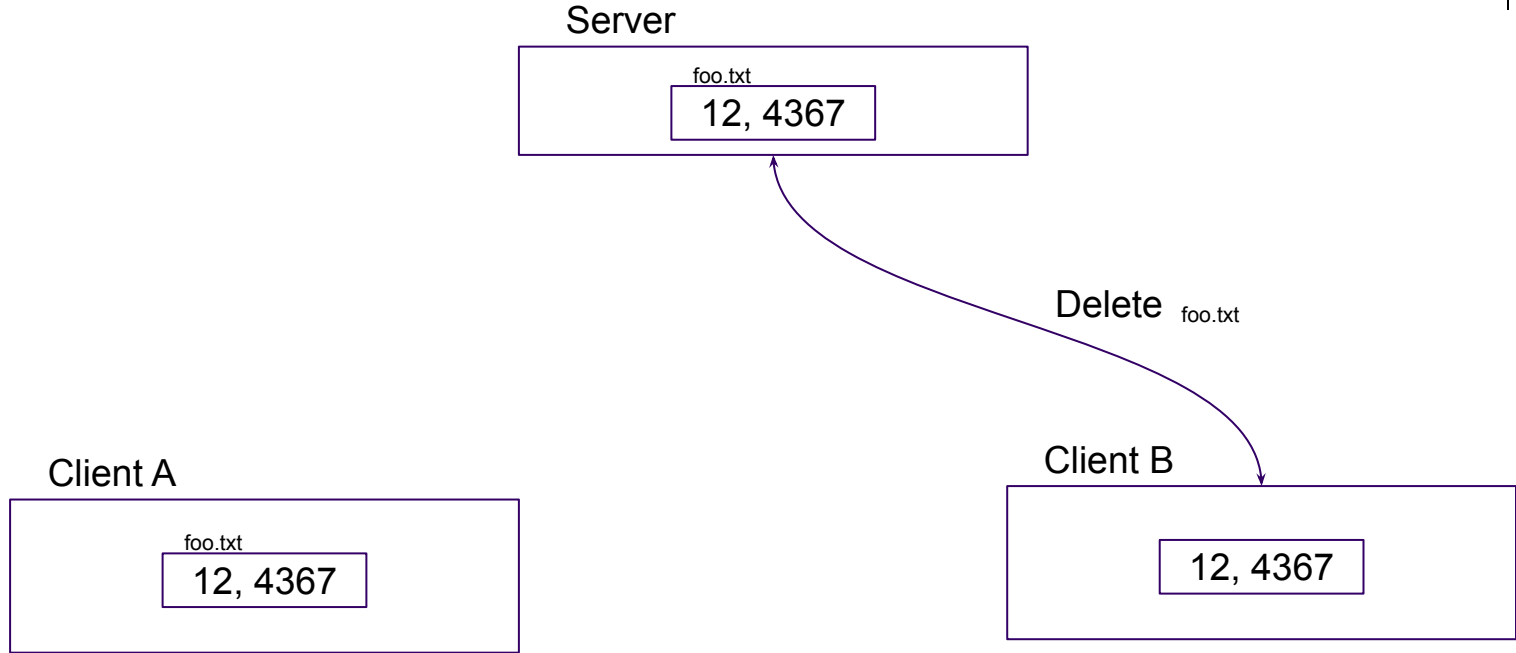 Server
foo.txt
12, 4367
Delete foo.txt
Client A
foo.txt
12, 4367
Client B
12, 4367